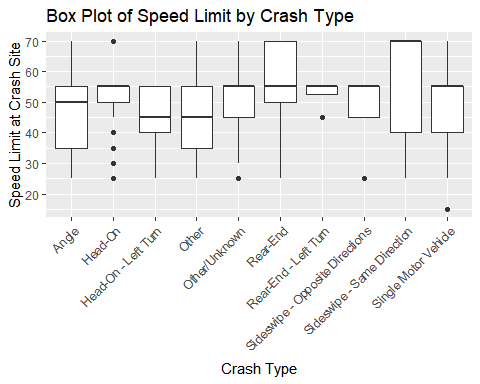 Box Plot of Speed Limit by Crash Type
Speed Limit at Crash Site
70
60
50
40
30
20
Angle
Head-On
Head-On - Left Turn
Other
Other/Unknown
Rear-End
Rear-End - Left Turn
Sideswipe - Opposite Directions
Sideswipe - Same Direction
Single Motor Vehicle
Crash Type